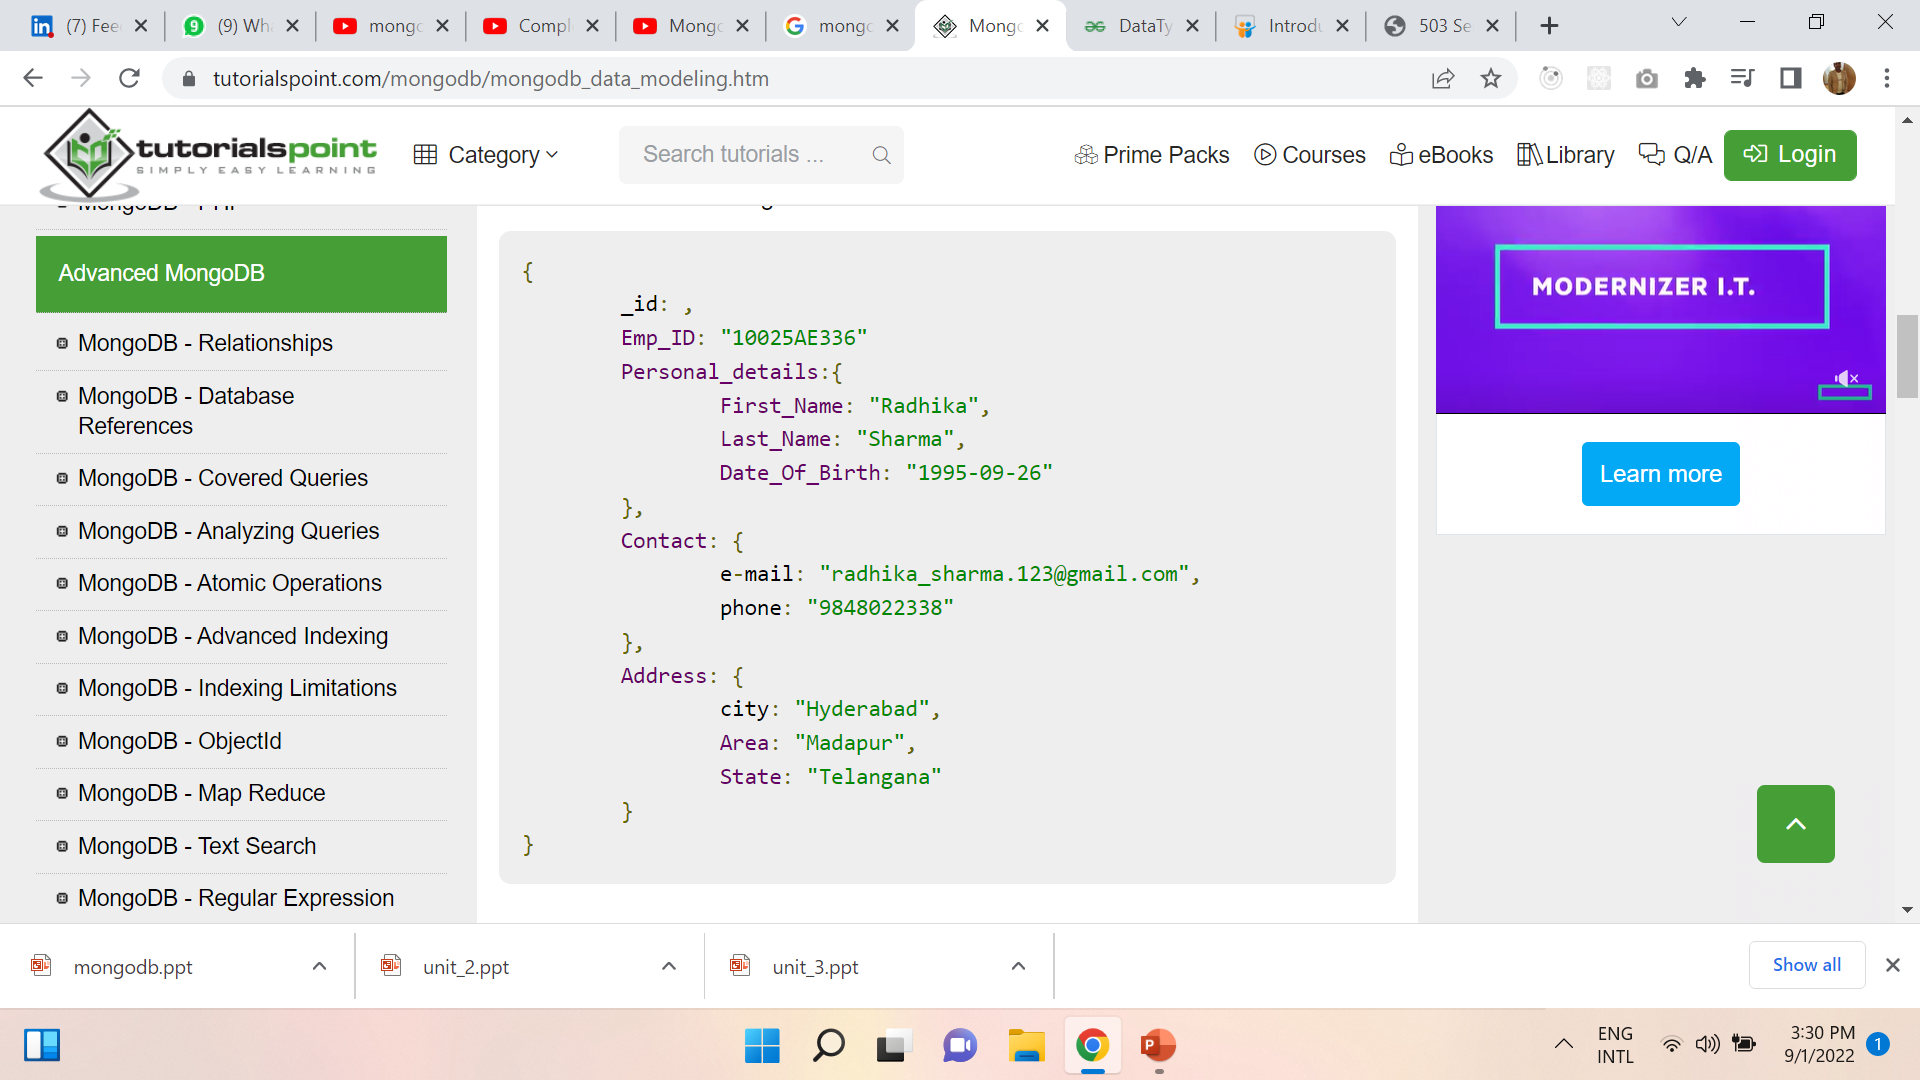 (7) Fee
(9) Wh
mong
Compl
Mong
mong
Mong
DataTy
Introd
503 Se
tutorialspoint.com/mongodb/mongodb_data_modeling.htm
tutorialspoint
SIMPLY EASY LEARNING
Category
Search tutorials ...
Prime Packs
Courses
eBooks
Library
Q/A
Login
Advanced MongoDB
MongoDB - Relationships
MongoDB - Database
References
MongoDB - Covered Queries
MongoDB - Analyzing Queries
MongoDB - Atomic Operations
MongoDB - Advanced Indexing
MongoDB - Indexing Limitations
MongoDB - ObjectId
MongoDB - Map Reduce
MongoDB - Text Search
MongoDB - Regular Expression
{
_id: ,
Emp_ID: "10025AE336"
Personal_details:{
First_Name: "Radhika",
Last_Name: "Sharma",
Date_Of_Birth: "1995-09-26"
},
Contact: {
e-mail: "radhika_sharma.123@gmail.com",
phone: "9848022338"
},
Address: {
city: "Hyderabad",
Area: "Madapur",
State: "Telangana"
}
}
MODERNIZER I.T.
Learn more
mongodb.ppt
unit_2.ppt
unit_3.ppt
Show all
ENG
INTL
3:30 PM
9/1/2022
1